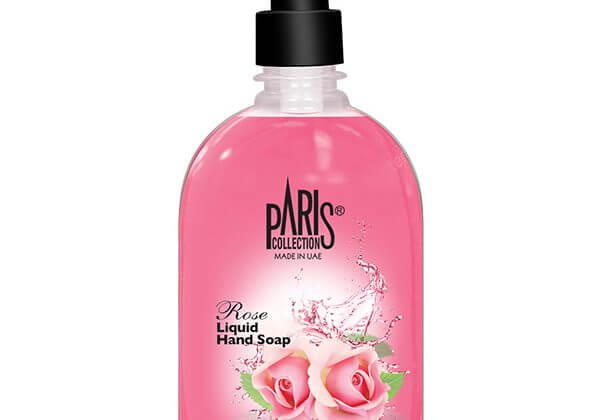 PARIS®
COLLECTION
MADE IN UAE
Rose
Liquid
Hand Soap